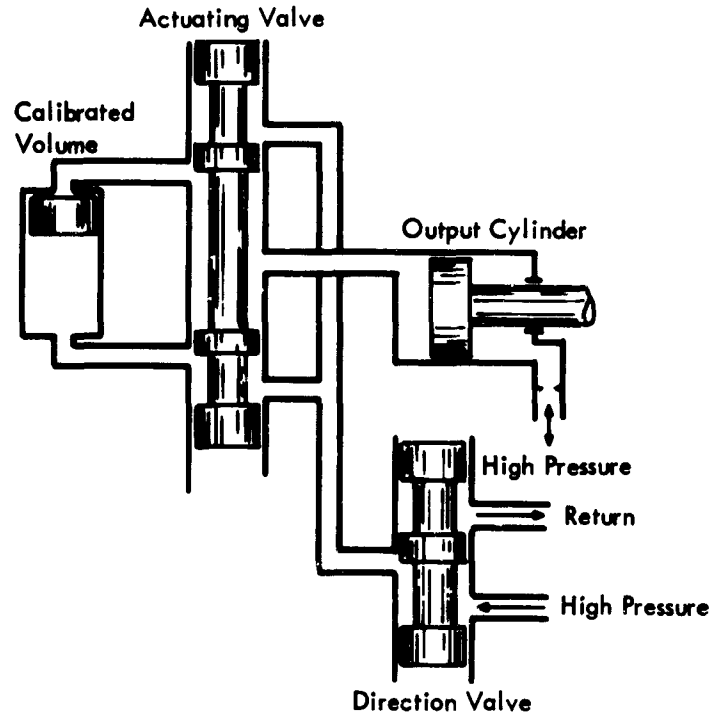 Actuating Valve
Calibrated
Volume
Output Cylinder
High Pressure
Return
High Pressure
Direction Valve